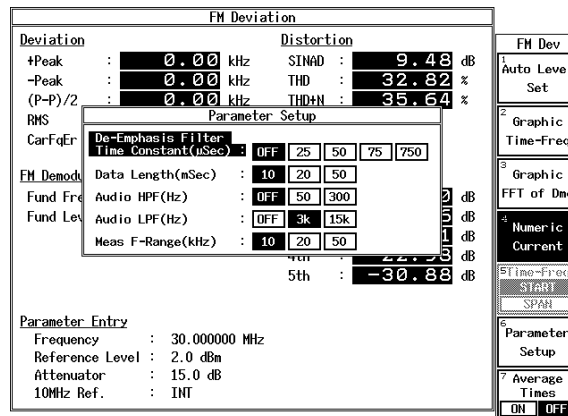 FM Deviation
Deviation
+Peak : 0.00 kHz
-Peak : 0.00 kHz
(P-P)/2 : 0.00 kHz
RMS
CarFqEr
Distortion
SINAD : 9.48 dB
THD : 32.82 %
THD+N : 35.64 %
Parameter Setup
De-Emphasis Filter
Time Constant(µSec) : OFF 25 50 75 750
Data Length(mSec) : 10 20 50
Audio HPF(Hz) : OFF 50 300
Audio LPF(Hz) : OFF 3k 15k
Meas F-Range(kHz) : 10 20 50
FM Demodu
Fund Fre
Fund Lev
dB
dB
dB
4th : -22.98 dB
5th : -30.88 dB
Parameter Entry
Frequency : 30.000000 MHz
Reference Level : 2.0 dBm
Attenuator : 15.0 dB
10MHz Ref. : INT
FM Dev
1 Auto Leve
Set
2 Graphic
Time-Freq
3 Graphic
FFT of Dm
4 Numeric
Current
5 Time-Freq
START
SPAN
6 Parameter
Setup
7 Average
Times
ON OFF